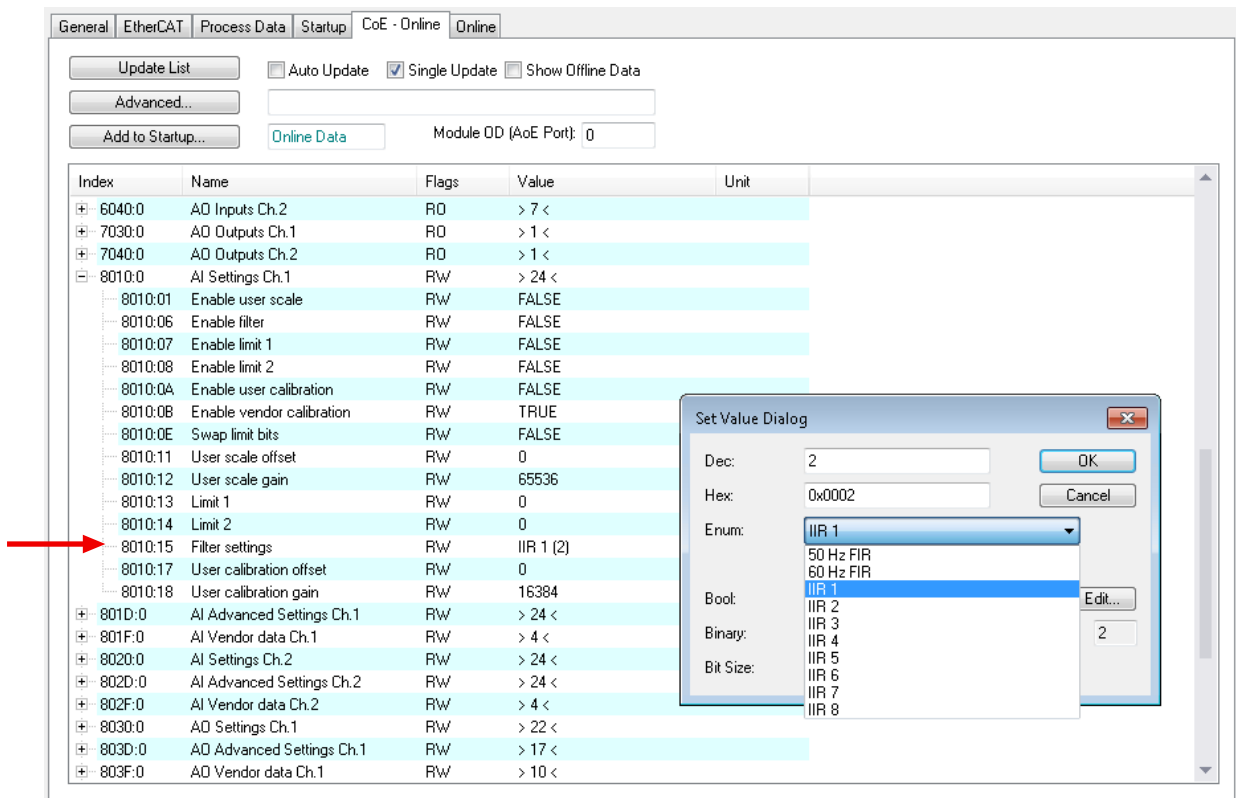 General EtherCAT Process Data Startup CoE - Online Online
Update List Auto Update Single Update Show Offline Data
Advanced...
Add to Startup... Online Data Module OD (AoE Port): 0
Index Name Flags Value Unit
6040:0 AO Inputs Ch.2 RO > 7 <
7030:0 AO Outputs Ch.1 RO > 1 <
7040:0 AO Outputs Ch.2 RO > 1 <
8010:0 AI Settings Ch.1 RW > 24 <
8010:01 Enable user scale RW FALSE
8010:06 Enable filter RW FALSE
8010:07 Enable limit 1 RW FALSE
8010:08 Enable limit 2 RW FALSE
8010:0A Enable user calibration RW FALSE
8010:0B Enable vendor calibration RW TRUE
8010:0E Swap limit bits RW FALSE
8010:11 User scale offset RW 0
8010:12 User scale gain RW 65536
8010:13 Limit 1 RW 0
8010:14 Limit 2 RW 0
8010:15 Filter settings RW IIR 1 (2)
8010:17 User calibration offset RW 0
8010:18 User calibration gain RW 16384
801D:0 AI Advanced Settings Ch.1 RW > 24 <
801F:0 AI Vendor data Ch.1 RW > 4 <
8020:0 AI Settings Ch.2 RW > 24 <
802D:0 AI Advanced Settings Ch.2 RW > 24 <
802F:0 AI Vendor data Ch.2 RW > 4 <
8030:0 AO Settings Ch.1 RW > 22 <
803D:0 AO Advanced Settings Ch.1 RW > 17 <
803F:0 AO Vendor data Ch.1 RW > 10 <
Set Value Dialog
Dec: 2 OK
Hex: 0x0002 Cancel
Enum: IIR 1
50 Hz FIR
60 Hz FIR
IIR 1
IIR 2
IIR 3
IIR 4
IIR 5
IIR 6
IIR 7
IIR 8
Bool: Edit...
Binary: 2
Bit Size: